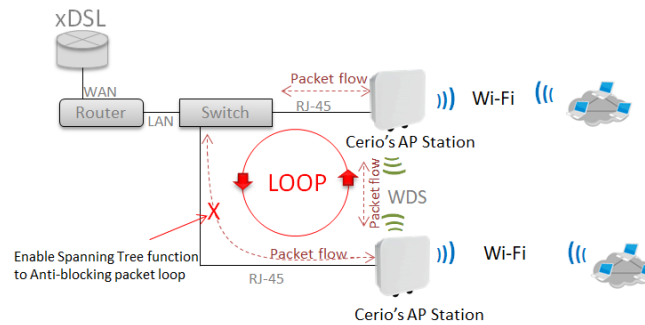 xDSL
WAN
Router
LAN
Switch
Packet flow
RJ-45
Wi-Fi
Cerio's AP Station
LOOP
Packet flow
WDS
X
Enable Spanning Tree function
to Anti-blocking packet loop
Packet flow
RJ-45
Wi-Fi
Cerio's AP Station